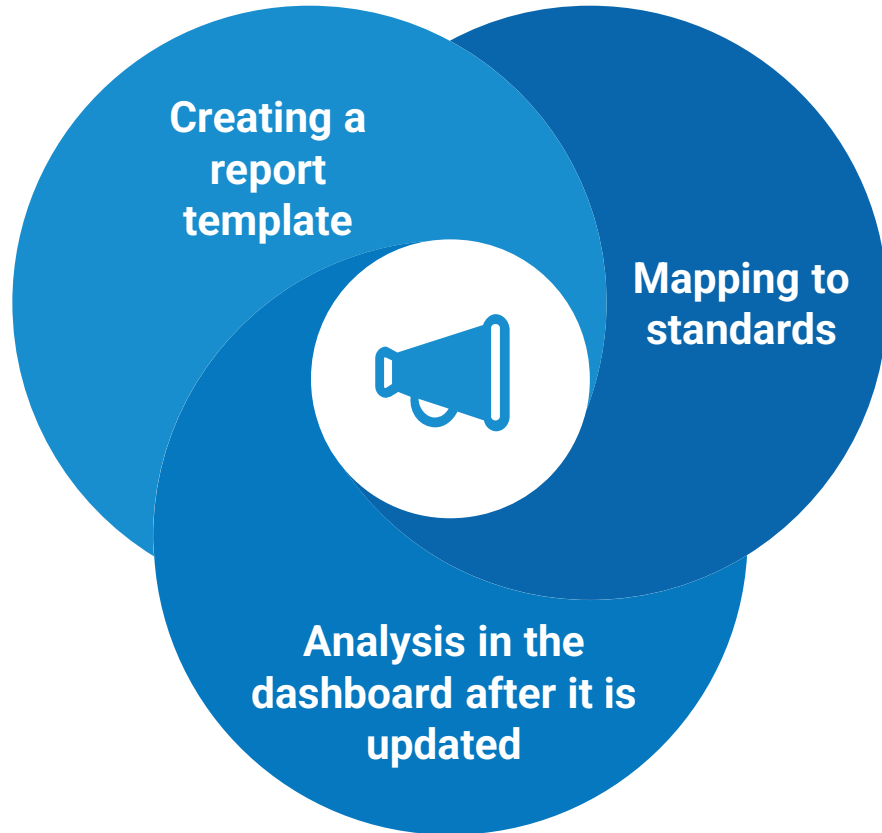 Creating a
report
template
Mapping to
standards
Analysis in the
dashboard after it is
updated